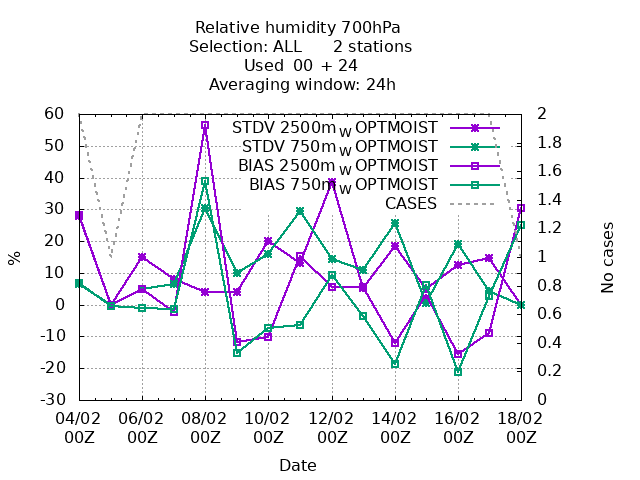 Relative humidity 700hPa
Selection: ALL 2 stations
Used 00 + 24
Averaging window: 24h
STDV 2500m W OPTMOIST
STDV 750m W OPTMOIST
BIAS 2500m W OPTMOIST
BIAS 750m W OPTMOIST
CASES
60
50
40
30
20
10
0
-10
-20
-30
%
2
1.8
1.6
1.4
1.2
1
0.8
0.6
0.4
0.2
0
No cases
04/02 06/02 08/02 10/02 12/02 14/02 16/02 18/02
00Z 00Z 00Z 00Z 00Z 00Z 00Z 00Z
Date